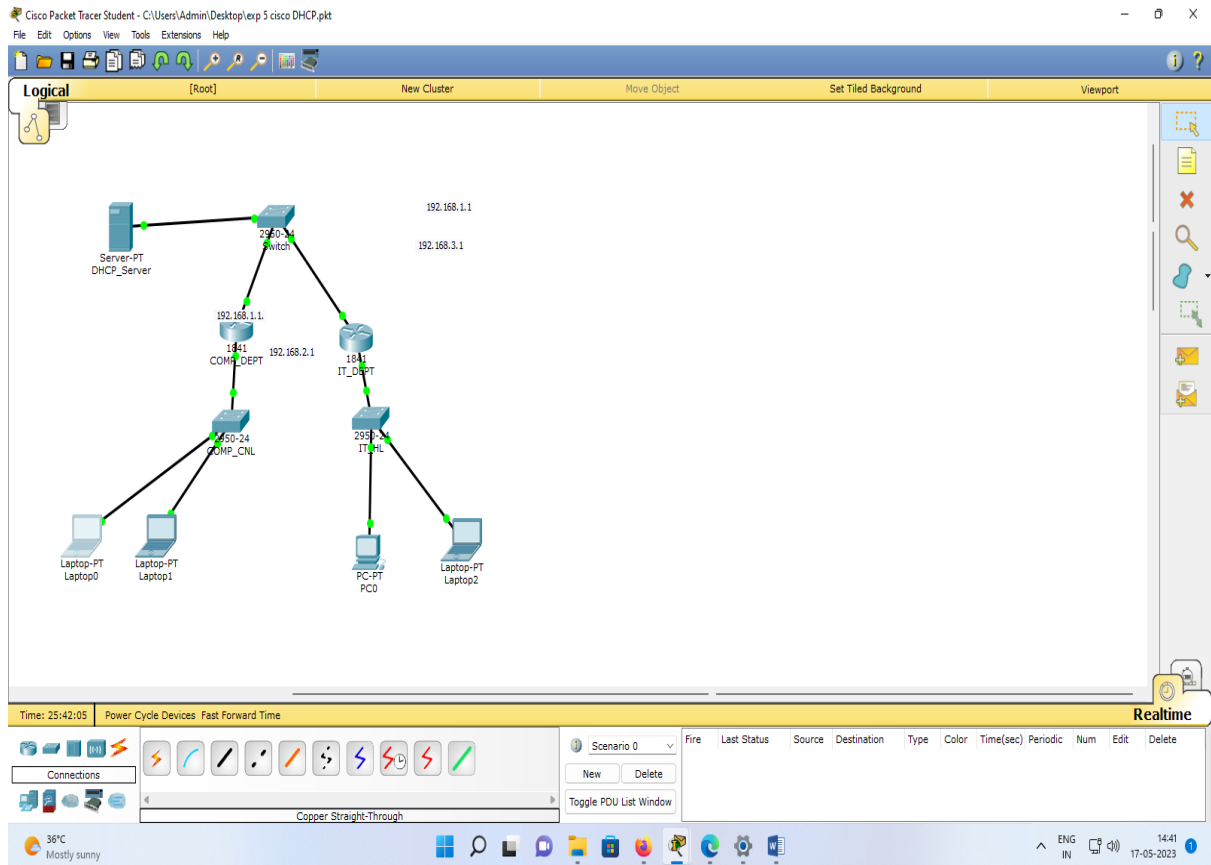 Cisco Packet Tracer Student - C:\Users\Admin\Desktop\exp 5 cisco DHCP.pkt
File Edit Options View Tools Extensions Help
Logical [Root] New Cluster Move Object Set Tiled Background Viewport
192.168.1.1
2950-24
Switch
192.168.3.1
Server-PT
DHCP_Server
192.168.1.1.
1841
COMP_DEPT
192.168.2.1
1841
IT_DEPT
2950-24
COMP_CNL
2950-24
IT_HL
Laptop-PT
Laptop0
Laptop-PT
Laptop1
PC-PT
PC0
Laptop-PT
Laptop2
Time: 25:42:05 Power Cycle Devices Fast Forward Time Realtime
Connections
Copper Straight-Through
Scenario 0
New Delete
Toggle PDU List Window
Fire Last Status Source Destination Type Color Time(sec) Periodic Num Edit Delete
36°C
Mostly sunny
ENG
IN
14:41
17-05-2023
1